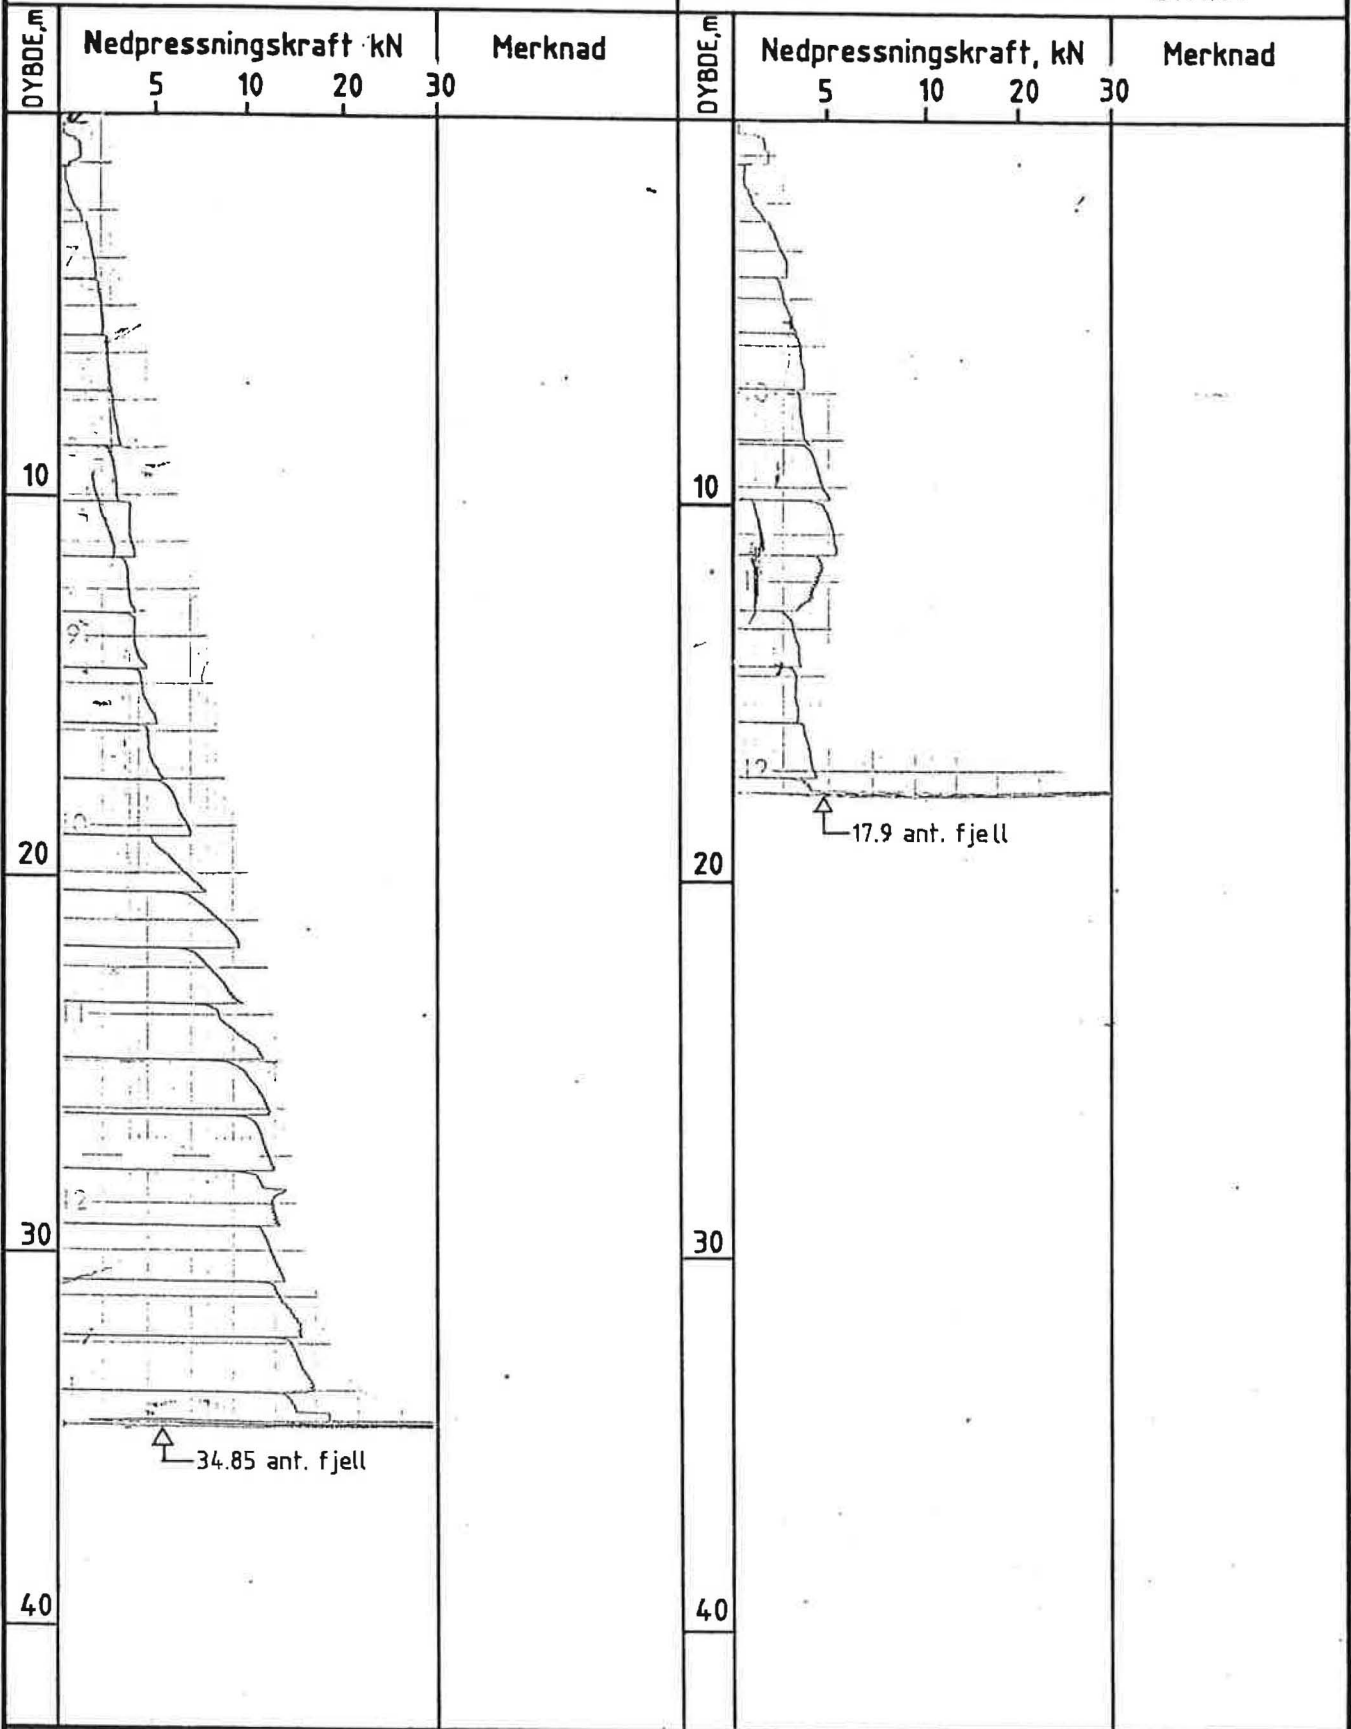 DYBDE,m
Nedpressningskraft kN
Merknad
5 10 20 30
10
20
30
40
34.85 ant. fjell
DYBDE,m
Nedpressningskraft, kN
Merknad
5 10 20 30
10
20
30
40
17.9 ant. fjell